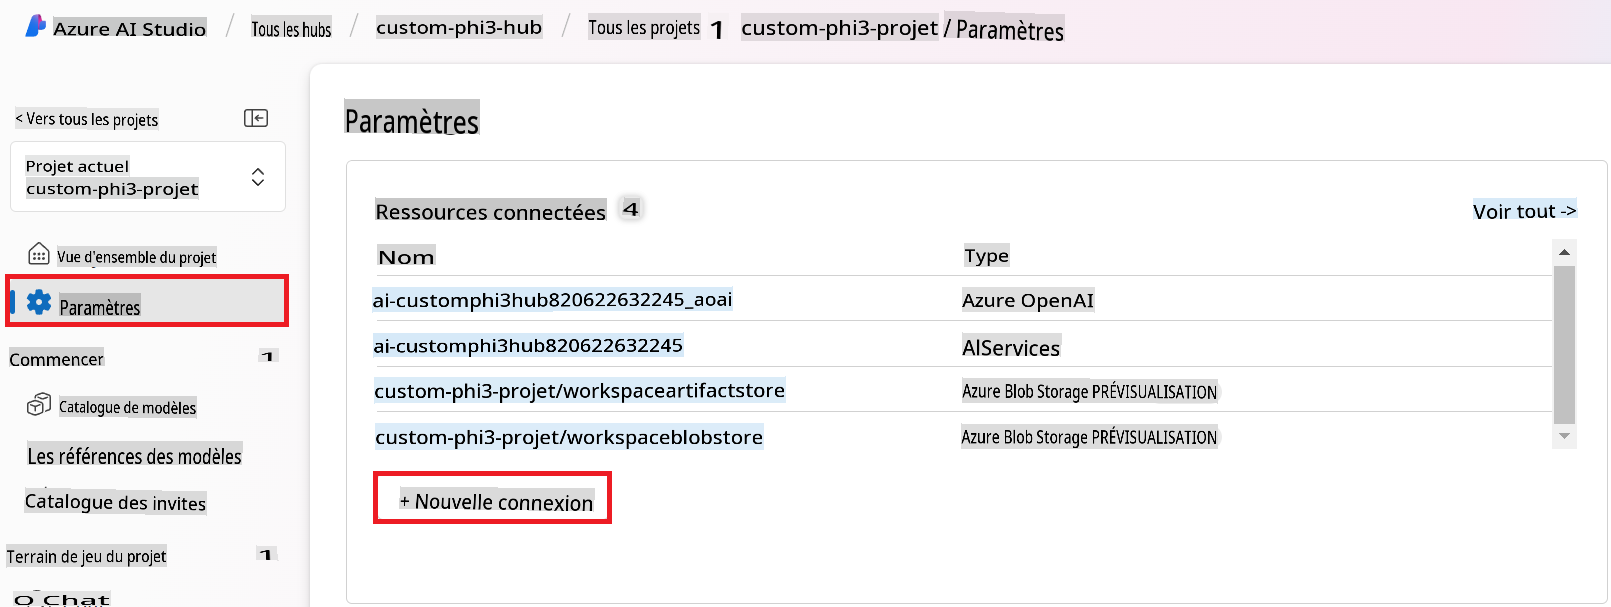 Azure AI Studio / Tous les hubs / custom-phi3-hub / Tous les projets 1 custom-phi3-projet / Paramètres
< Vers tous les projets
Projet actuel
custom-phi3-projet
Vue d'ensemble du projet
Paramètres
Commencer 1
Catalogue de modèles
Les références des modèles
Catalogue des invites
Terrain de jeu du projet 1
Chat
Paramètres
Ressources connectées 4
Voir tout ->
Nom Type
ai-customphi3hub820622632245_aoai Azure OpenAI
ai-customphi3hub820622632245 AIServices
custom-phi3-projet/workspaceartifactstore Azure Blob Storage PRÉVISUALISATION
custom-phi3-projet/workspaceblobstore Azure Blob Storage PRÉVISUALISATION
+ Nouvelle connexion